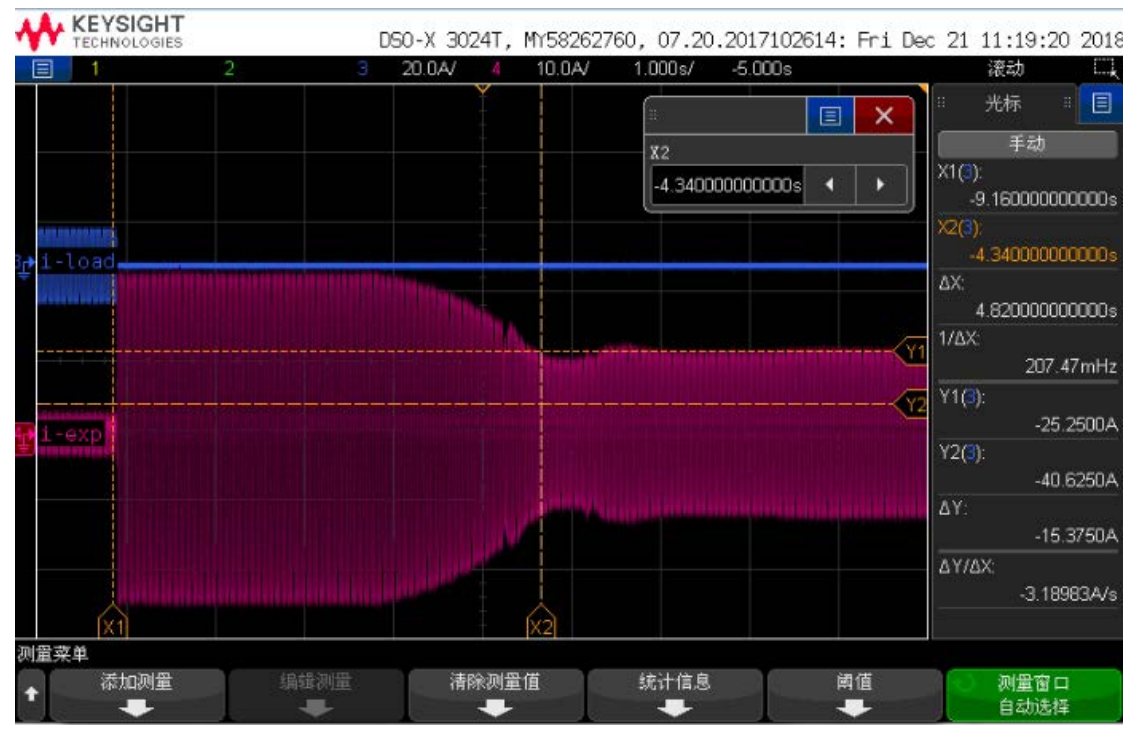 KEYSIGHT
TECHNOLOGIES
DSO-X 3024T, MY58262760, 07.20.2017102614: Fri Dec 21 11:19:20 2018
1 2 3 20.0A/ 4 10.0A/ 1.000s/ -5.000s 滚动
光标
手动
X2
-4.340000000000s
X1(3):
-9.160000000000s
X2(3):
-4.340000000000s
ΔX:
4.820000000000s
1/ΔX:
207.47mHz
Y1(3):
-25.2500A
Y2(3):
-40.6250A
ΔY:
-15.3750A
ΔY/ΔX:
-3.18983A/s
i-load
Y1
Y2
i-exp
X1
X2
测量菜单
添加测量
编辑测量
清除测量值
统计信息
阈值
测量窗口
自动选择